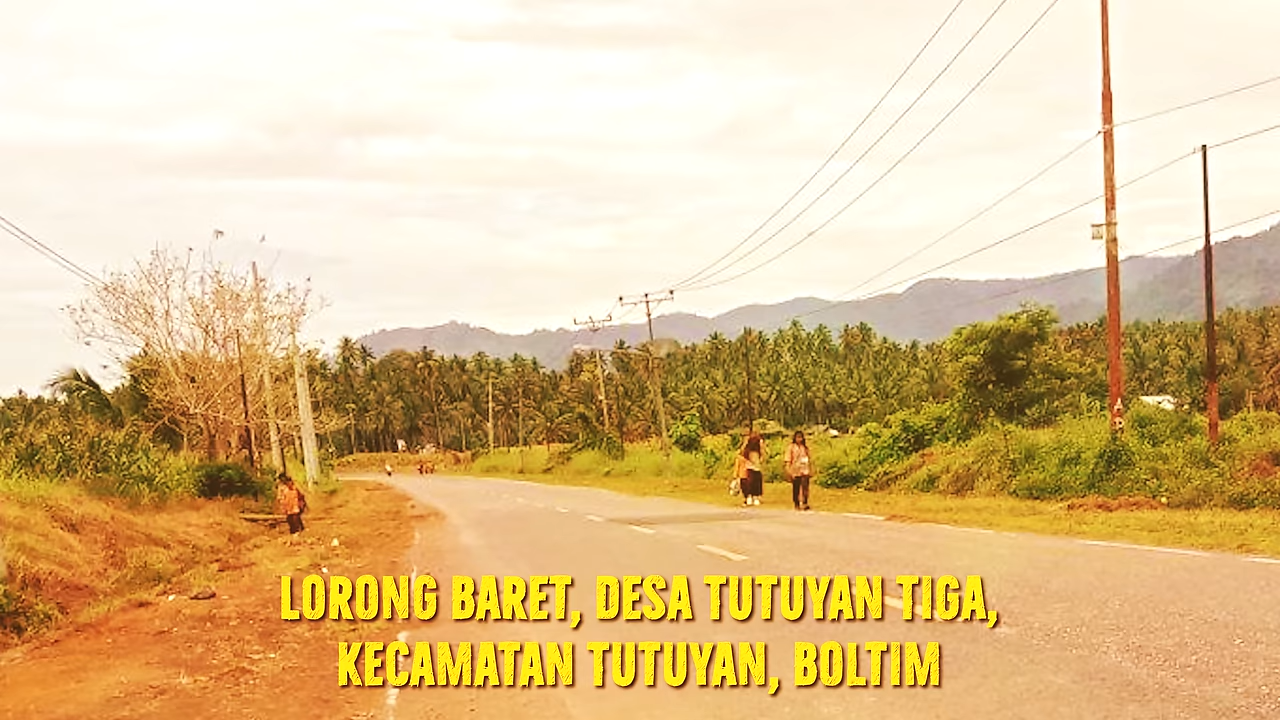 LORONG BARET, DESA TUTUYAN TIGA,
KECAMATAN TUTUYAN, BOLTIM